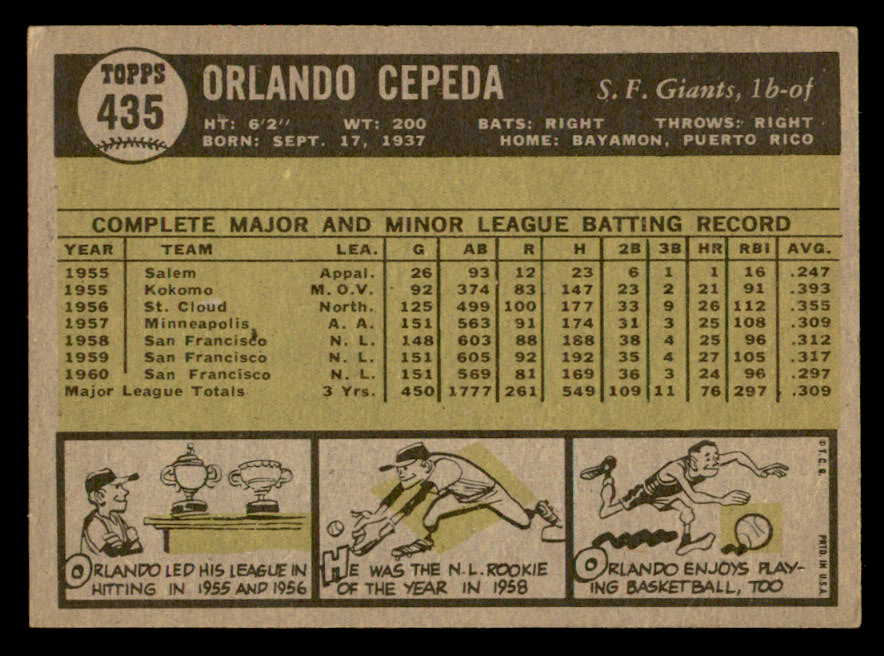 TOPPS
435
ORLANDO CEPEDA S. F. Giants, 1b-of
HT: 6'2" WT: 200 BATS: RIGHT THROWS: RIGHT
BORN: SEPT. 17, 1937 HOME: BAYAMON, PUERTO RICO
COMPLETE MAJOR AND MINOR LEAGUE BATTING RECORD
YEAR TEAM LEA. G AB R H 2B 3B HR RBI AVG.
1955 Salem Appal. 26 93 12 23 6 1 1 16 .247
1955 Kokomo M. O. V. 92 374 83 147 23 2 21 91 .393
1956 St. Cloud North. 125 499 100 177 33 9 26 112 .355
1957 Minneapolis A. A. 151 563 91 174 31 3 25 108 .309
1958 San Francisco N. L. 148 603 88 188 38 4 25 96 .312
1959 San Francisco N. L. 151 605 92 192 35 4 27 105 .317
1960 San Francisco N. L. 151 569 81 169 36 3 24 96 .297
Major League Totals 3 Yrs. 450 1777 261 549 109 11 76 297 .309
ORLANDO LED HIS LEAGUE IN
HITTING IN 1955 AND 1956
HE WAS THE N.L. ROOKIE
OF THE YEAR IN 1958
ORLANDO ENJOYS PLAY-
ING BASKETBALL, TOO
© T. C. G. PRTD. IN U.S.A.